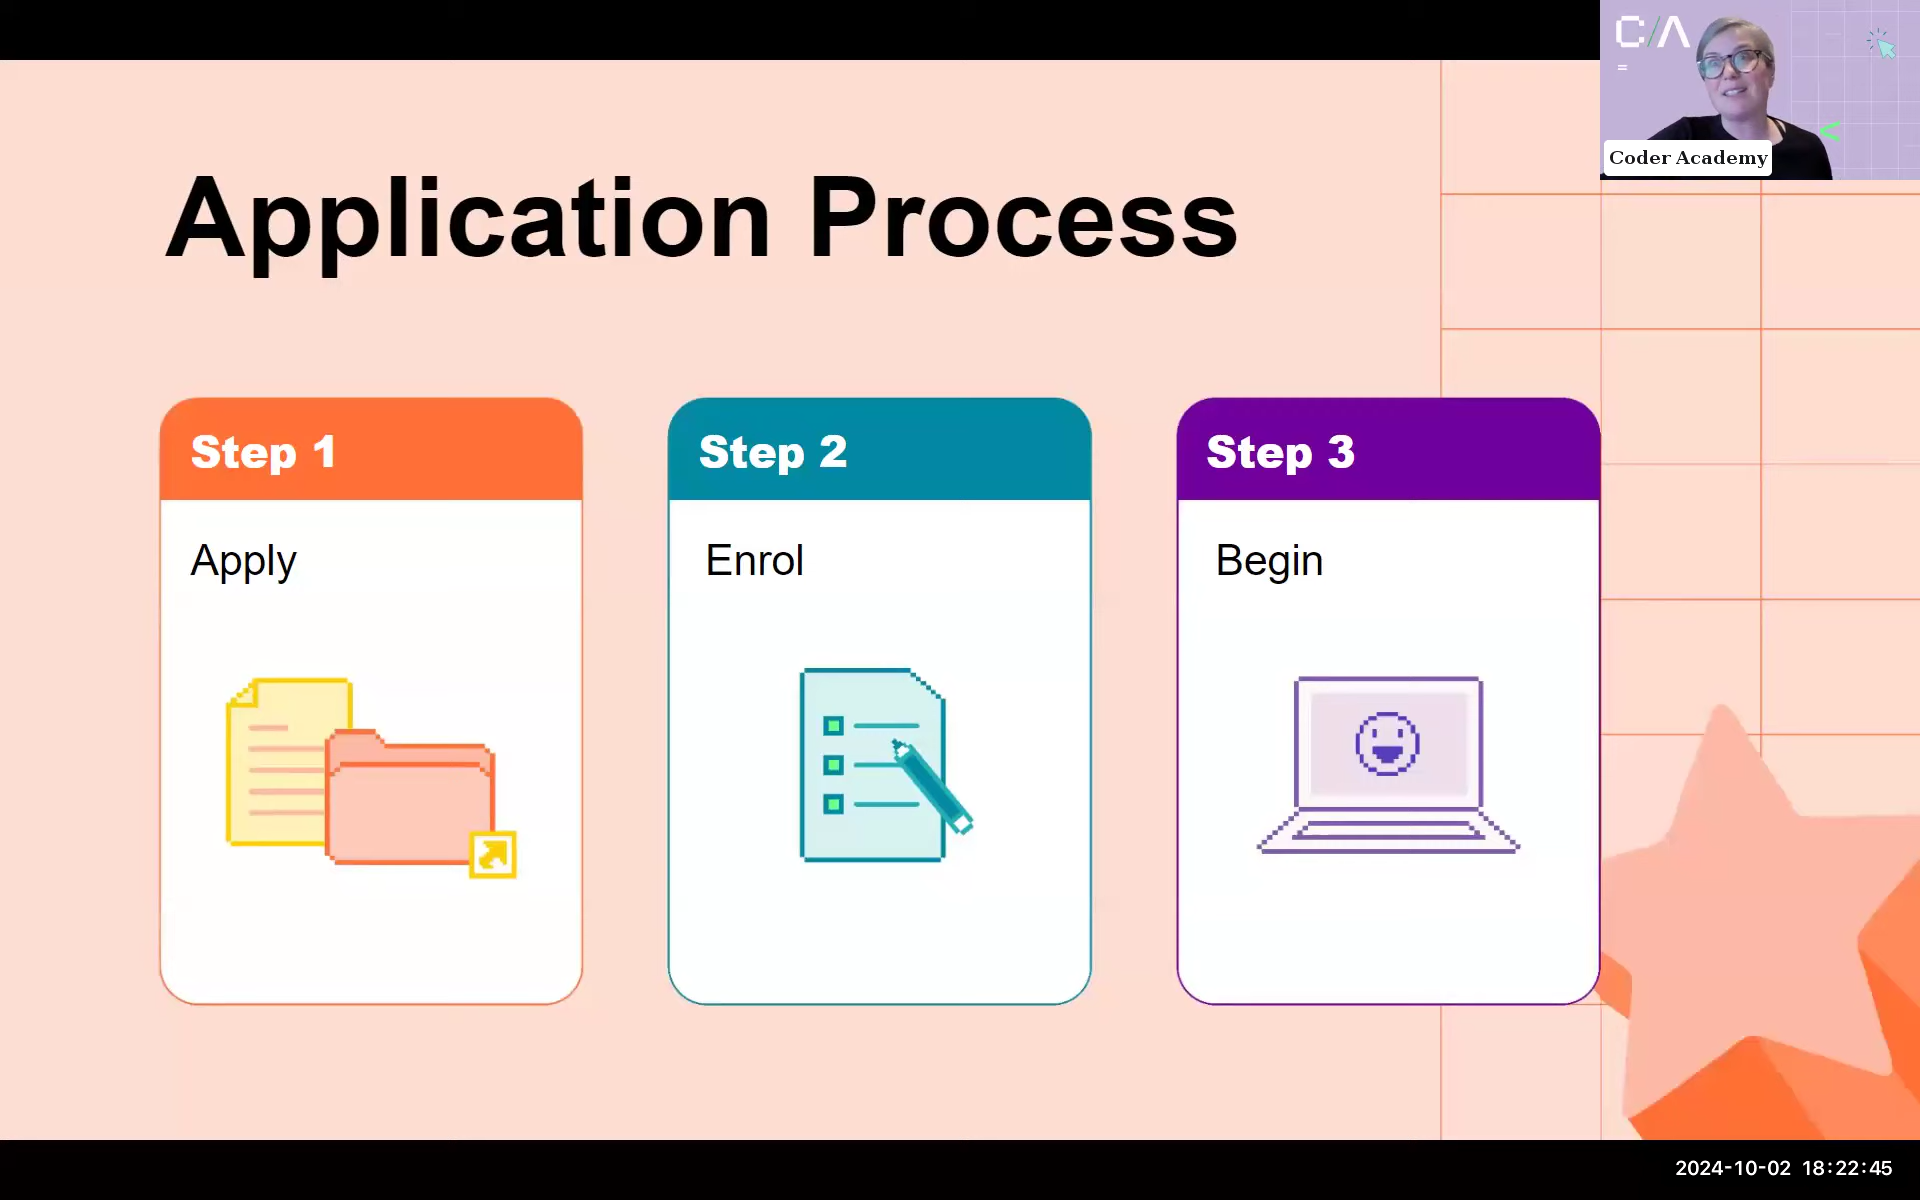 C/Λ
=
<
Coder Academy
Application Process
Step 1
Apply
Step 2
Enrol
Step 3
Begin
2024-10-02 18:22:45